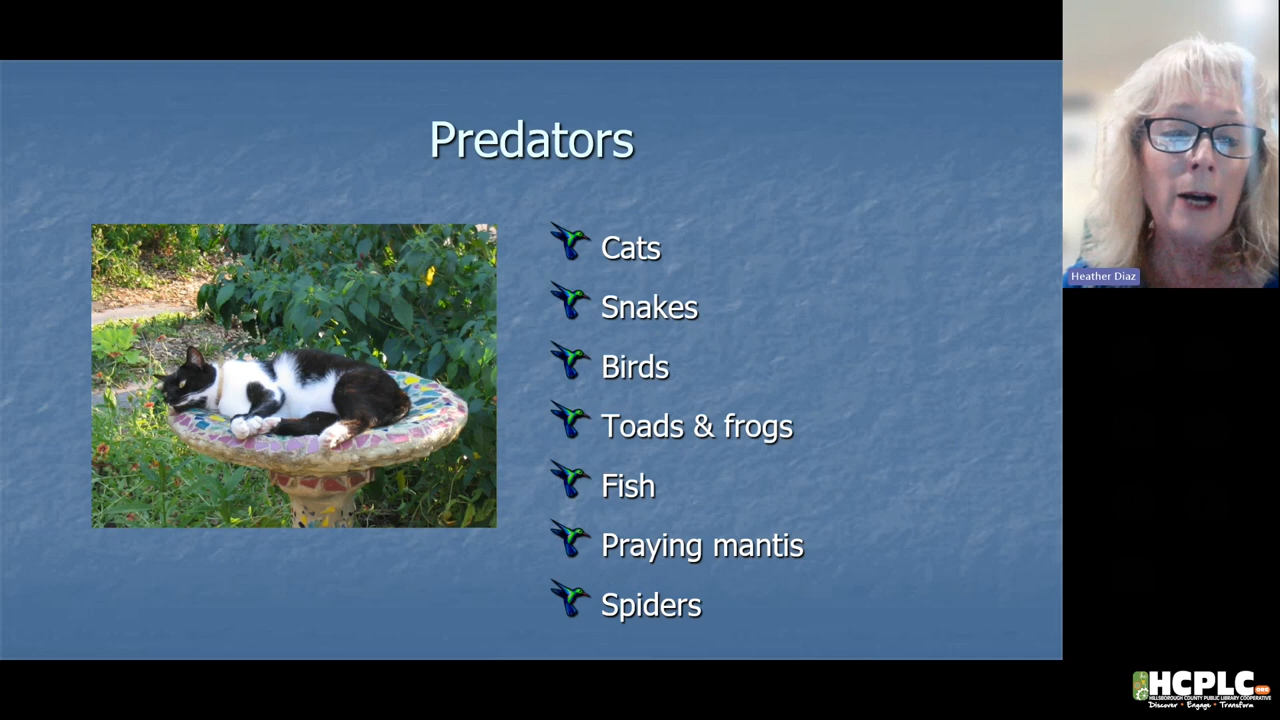 Predators
Cats
Snakes
Birds
Toads & frogs
Fish
Praying mantis
Spiders
Heather Diaz
HCPLC.ORG
HILLSBOROUGH COUNTY PUBLIC LIBRARY COOPERATIVE
Discover • Engage • Transform